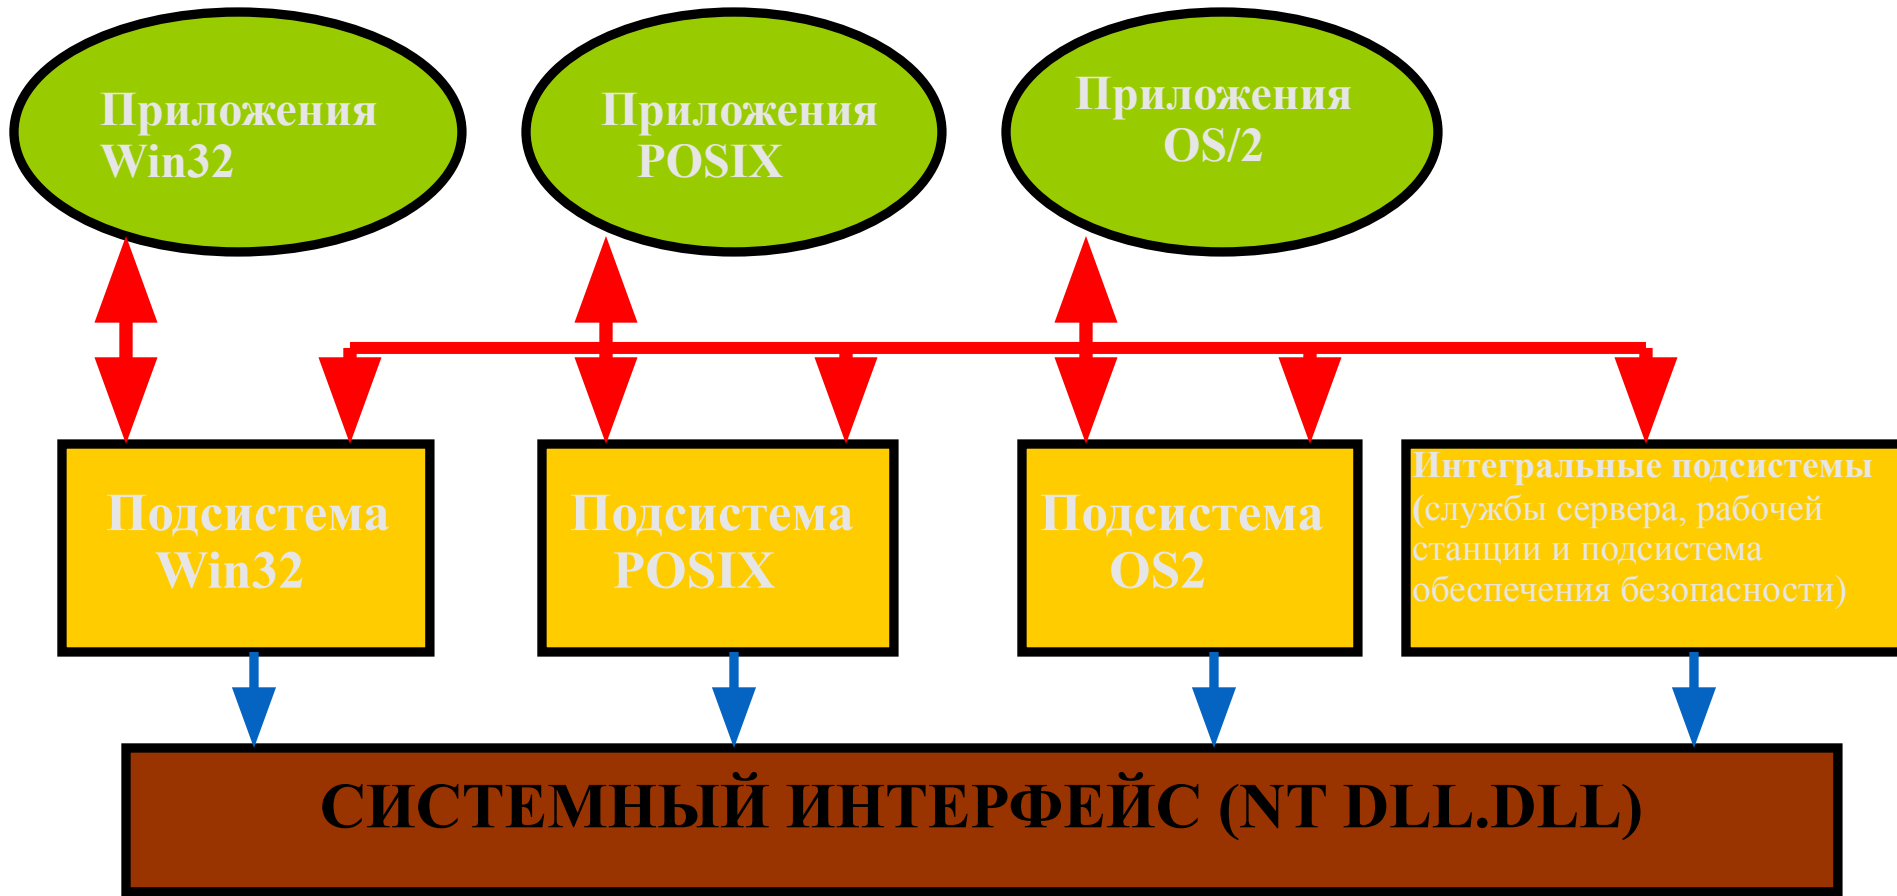 Приложения
Win32
Приложения
POSIX
Приложения
OS/2
Подсистема
Win32
Подсистема
POSIX
Подсистема
OS2
Интегральные подсистемы
(службы сервера, рабочей
станции и подсистема
обеспечения безопасности)
СИСТЕМНЫЙ ИНТЕРФЕЙС (NT DLL.DLL)